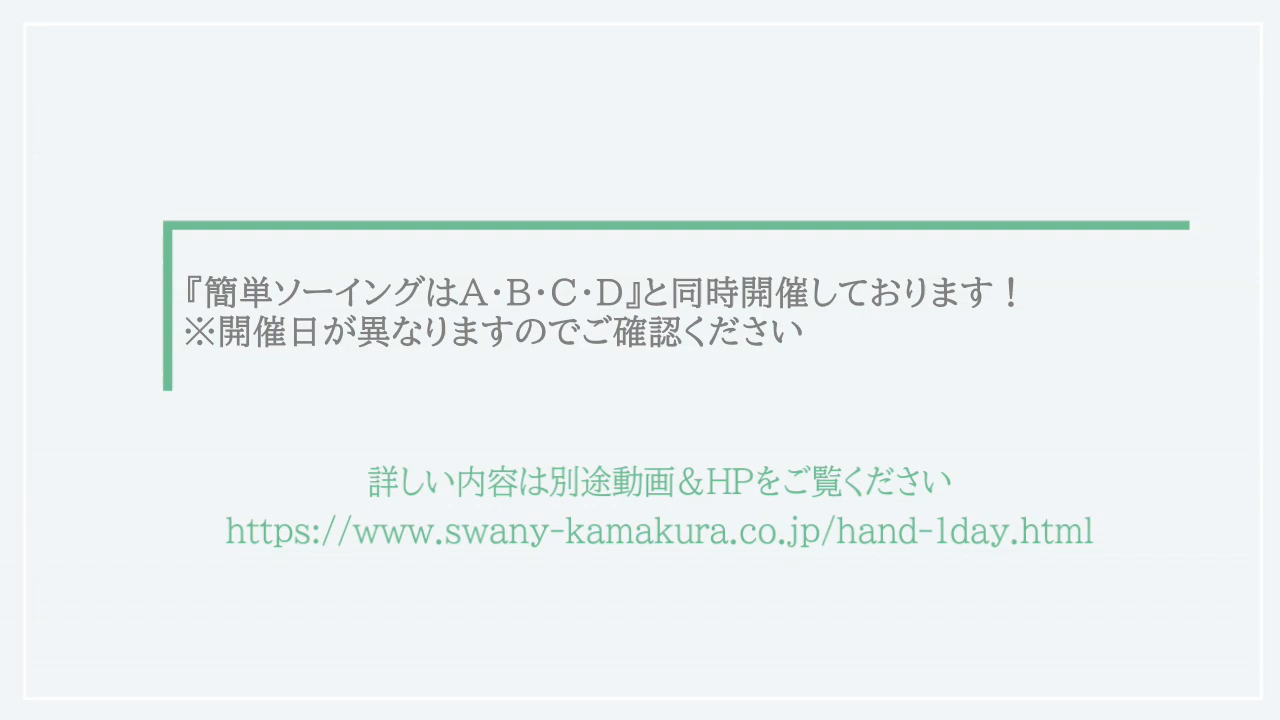 『簡単ソーイングはＡ･Ｂ･Ｃ･Ｄ』と同時開催しております！
※開催日が異なりますのでご確認ください
詳しい内容は別途動画＆HPをご覧ください
https://www.swany-kamakura.co.jp/hand-1day.html